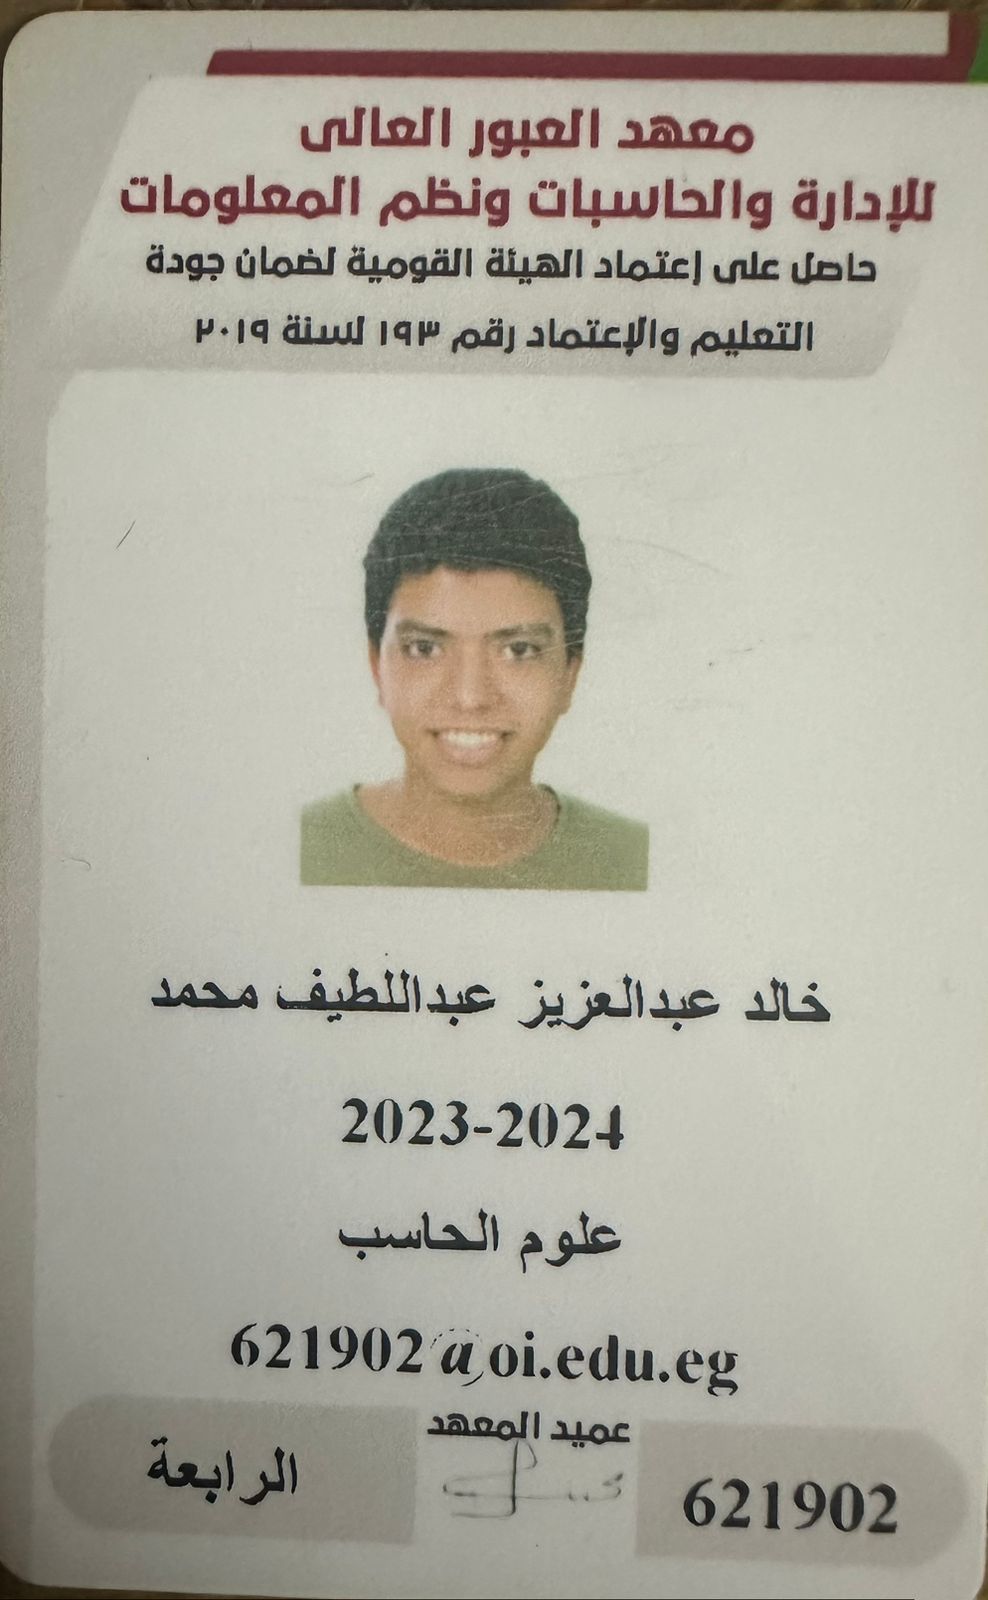 معهد العبور العالى
للإدارة والحاسبات ونظم المعلومات
حاصل على إعتماد الهيئة القومية لضمان جودة
التعليم والإعتماد رقم ١٩٣ لسنة ٢٠١٩
خالد عبدالعزيز عبداللطيف محمد
2023-2024
علوم الحاسب
621902@oi.edu.eg
عميد المعهد
621902
الرابعة